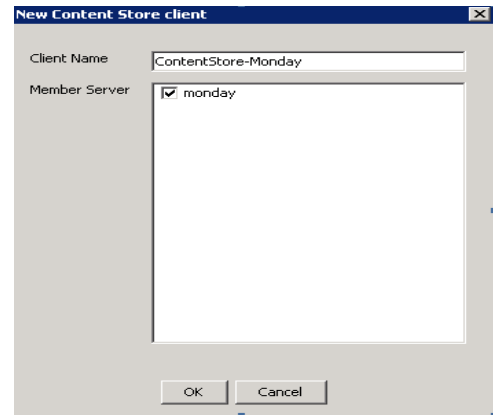 New Content Store client
Client Name
ContentStore-Monday
Member Server
monday
OK
Cancel